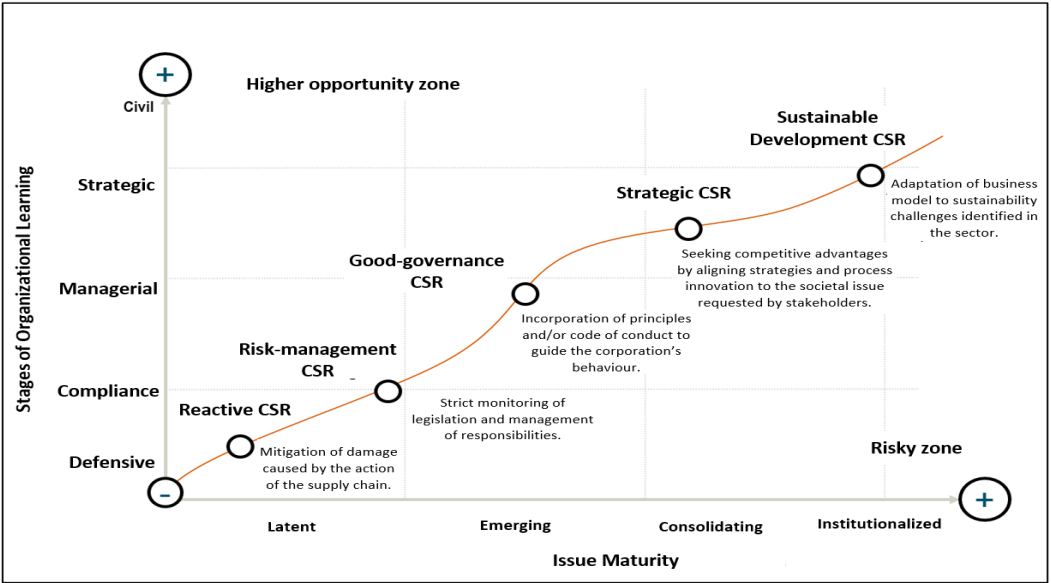 +
Higher opportunity zone
Civil
Sustainable
Development CSR
Strategic
Strategic CSR
Adaptation of business
model to sustainability
challenges identified in
the sector.
Good-governance
CSR
Seeking competitive advantages
by aligning strategies and process
innovation to the societal issue
requested by stakeholders.
Managerial
Incorporation of principles
and/or code of conduct to
guide the corporation's
behaviour.
Risk-management
CSR
Compliance
Reactive CSR
Strict monitoring of
legislation and management
of responsibilities.
Mitigation of damage
caused by the action
of the supply chain.
Risky zone
Defensive
-
+
Stages of Organizational Learning
Latent
Emerging
Consolidating
Institutionalized
Issue Maturity